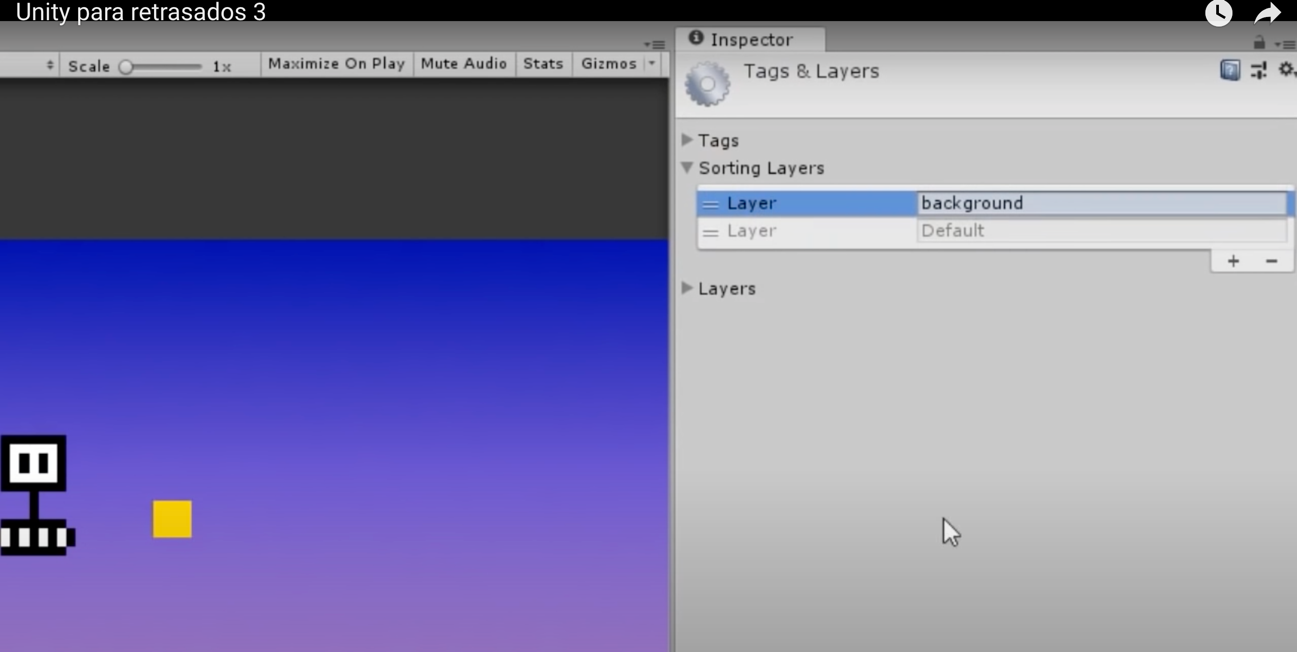 Unity para retrasados 3
Inspector
Scale 1x Maximize On Play Mute Audio Stats Gizmos
Tags & Layers
Tags
Sorting Layers
Layer background
Layer Default
+ −
Layers